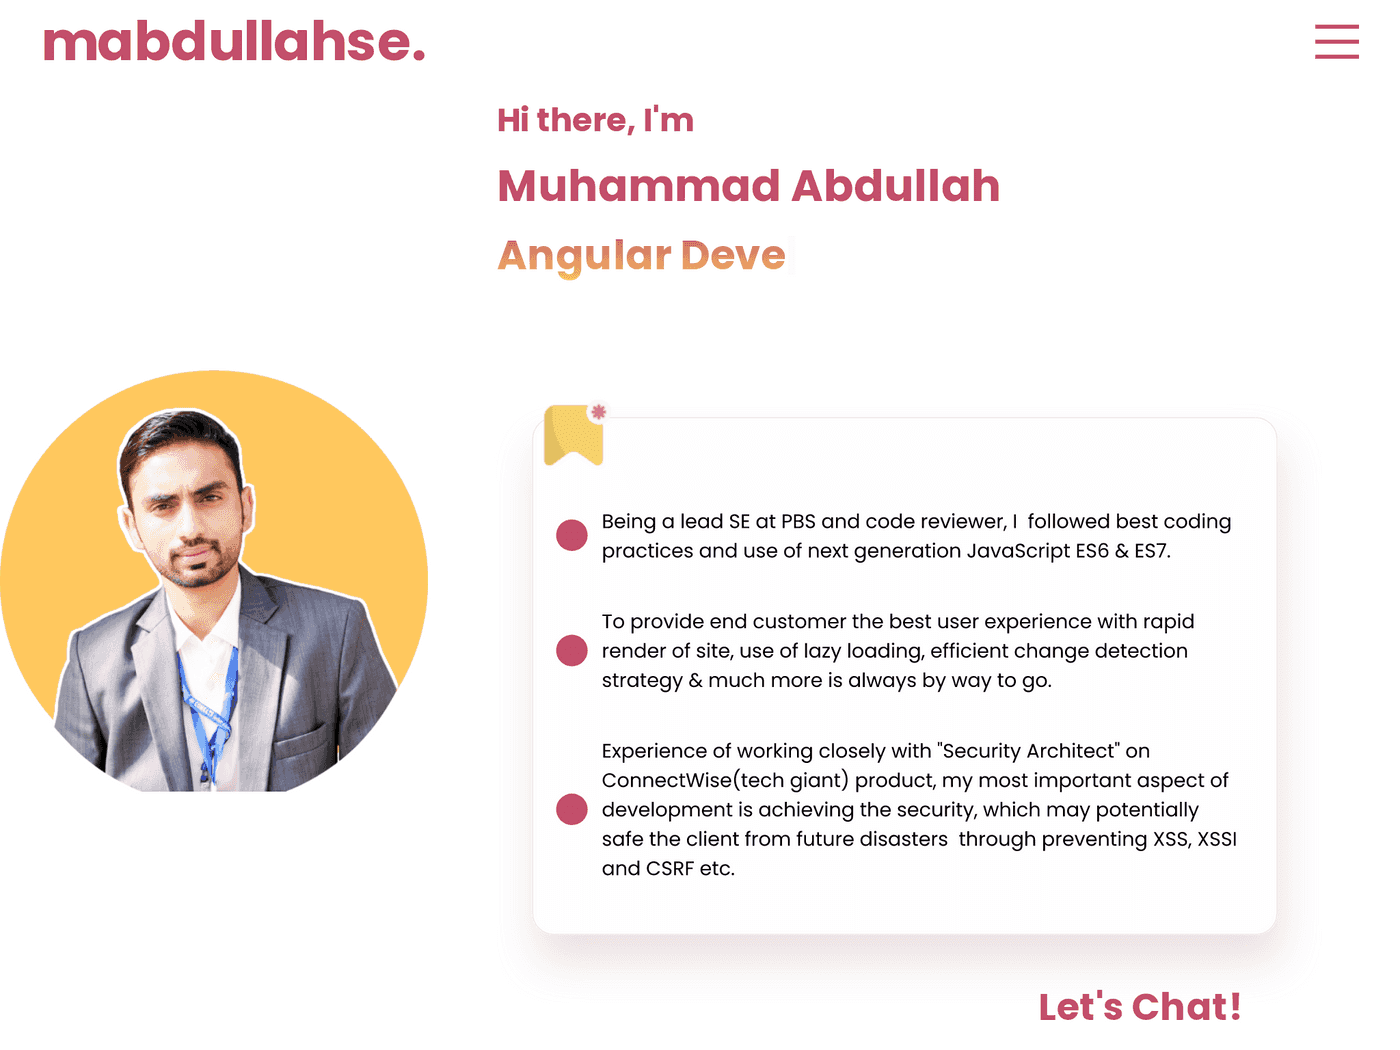 mabdullahse.
Hi there, I'm
Muhammad Abdullah
Angular Deve
Being a lead SE at PBS and code reviewer, I  followed best coding
practices and use of next generation JavaScript ES6 & ES7.
To provide end customer the best user experience with rapid
render of site, use of lazy loading, efficient change detection
strategy & much more is always by way to go.
Experience of working closely with "Security Architect" on
ConnectWise(tech giant) product, my most important aspect of
development is achieving the security, which may potentially
safe the client from future disasters  through preventing XSS, XSSI
and CSRF etc.
Let's Chat!